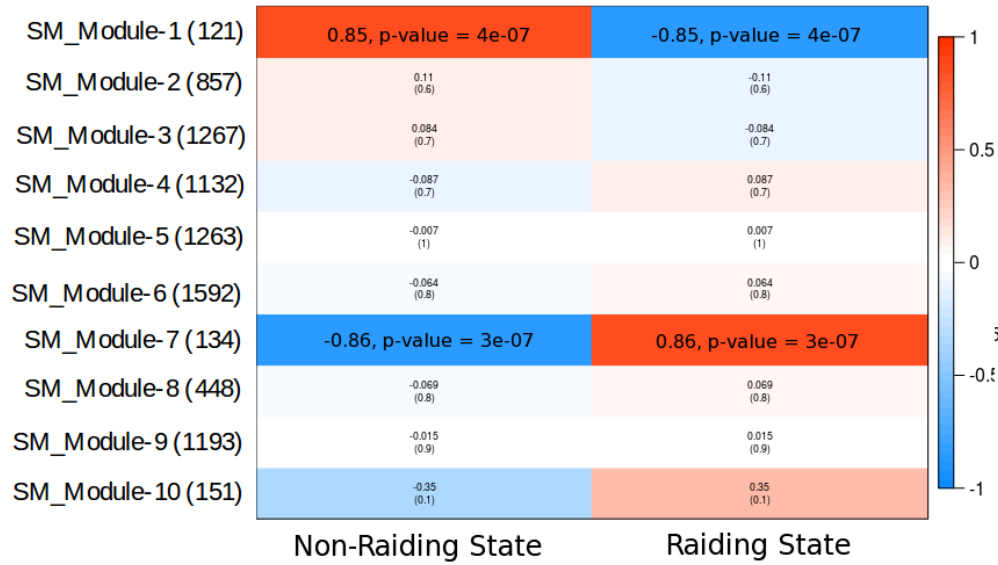 SM_Module-1 (121) 0.85, p-value = 4e-07 -0.85, p-value = 4e-07
1
SM_Module-2 (857) 0.11 -0.11
(0.6) (0.6)
SM_Module-3 (1267) 0.084 -0.084
(0.7) (0.7)
0.5
SM_Module-4 (1132) -0.087 0.087
(0.7) (0.7)
SM_Module-5 (1263) -0.007 0.007
(1) (1)
0
SM_Module-6 (1592) -0.064 0.064
(0.8) (0.8)
SM_Module-7 (134) -0.86, p-value = 3e-07 0.86, p-value = 3e-07
SM_Module-8 (448) -0.069 0.069
(0.8) (0.8)
-0.5
SM_Module-9 (1193) -0.015 0.015
(0.9) (0.9)
SM_Module-10 (151) -0.35 0.35
(0.1) (0.1)
-1
Non-Raiding State Raiding State